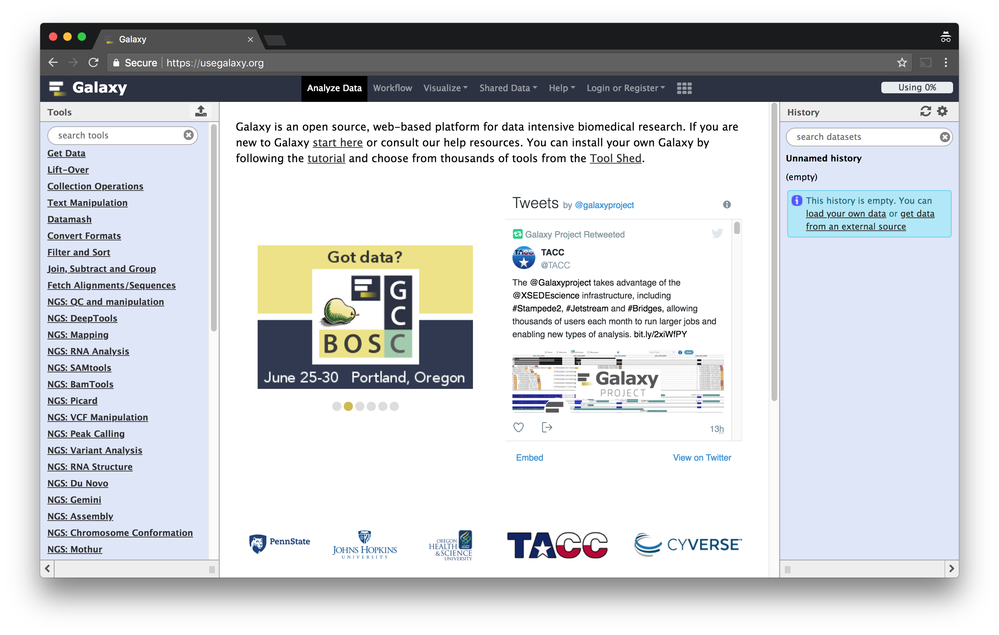 Galaxy
Secure
https://usegalaxy.org
Galaxy
Analyze Data
Workflow
Visualize
Shared Data
Help
Login or Register
Using 0%
Tools
search tools
Get Data
Lift-Over
Collection Operations
Text Manipulation
Datamash
Convert Formats
Filter and Sort
Join, Subtract and Group
Fetch Alignments/Sequences
NGS: QC and manipulation
NGS: DeepTools
NGS: Mapping
NGS: RNA Analysis
NGS: SAMtools
NGS: BamTools
NGS: Picard
NGS: VCF Manipulation
NGS: Peak Calling
NGS: Variant Analysis
NGS: RNA Structure
NGS: Du Novo
NGS: Gemini
NGS: Assembly
NGS: Chromosome Conformation
NGS: Mothur
Galaxy is an open source, web-based platform for data intensive biomedical research. If you are
new to Galaxy start here or consult our help resources. You can install your own Galaxy by
following the tutorial and choose from thousands of tools from the Tool Shed.
Got data?
G
C
BOSC
June 25-30 Portland, Oregon
Tweets by @galaxyproject
Galaxy Project Retweeted
TACC
TACC
@TACC
The @Galaxyproject takes advantage of the
@XSEDEscience infrastructure, including
#Stampede2, #Jetstream and #Bridges, allowing
thousands of users each month to run larger jobs and
enabling new types of analysis. bit.ly/2xiWfPY
Galaxy
PROJECT
13h
Embed
View on Twitter
PennState
JOHNS HOPKINS
UNIVERSITY
OREGON
HEALTH
&SCIENCE
UNIVERSITY
OHSU
TACC
CYVERSE™
History
search datasets
Unnamed history
(empty)
This history is empty. You can
load your own data or get data
from an external source